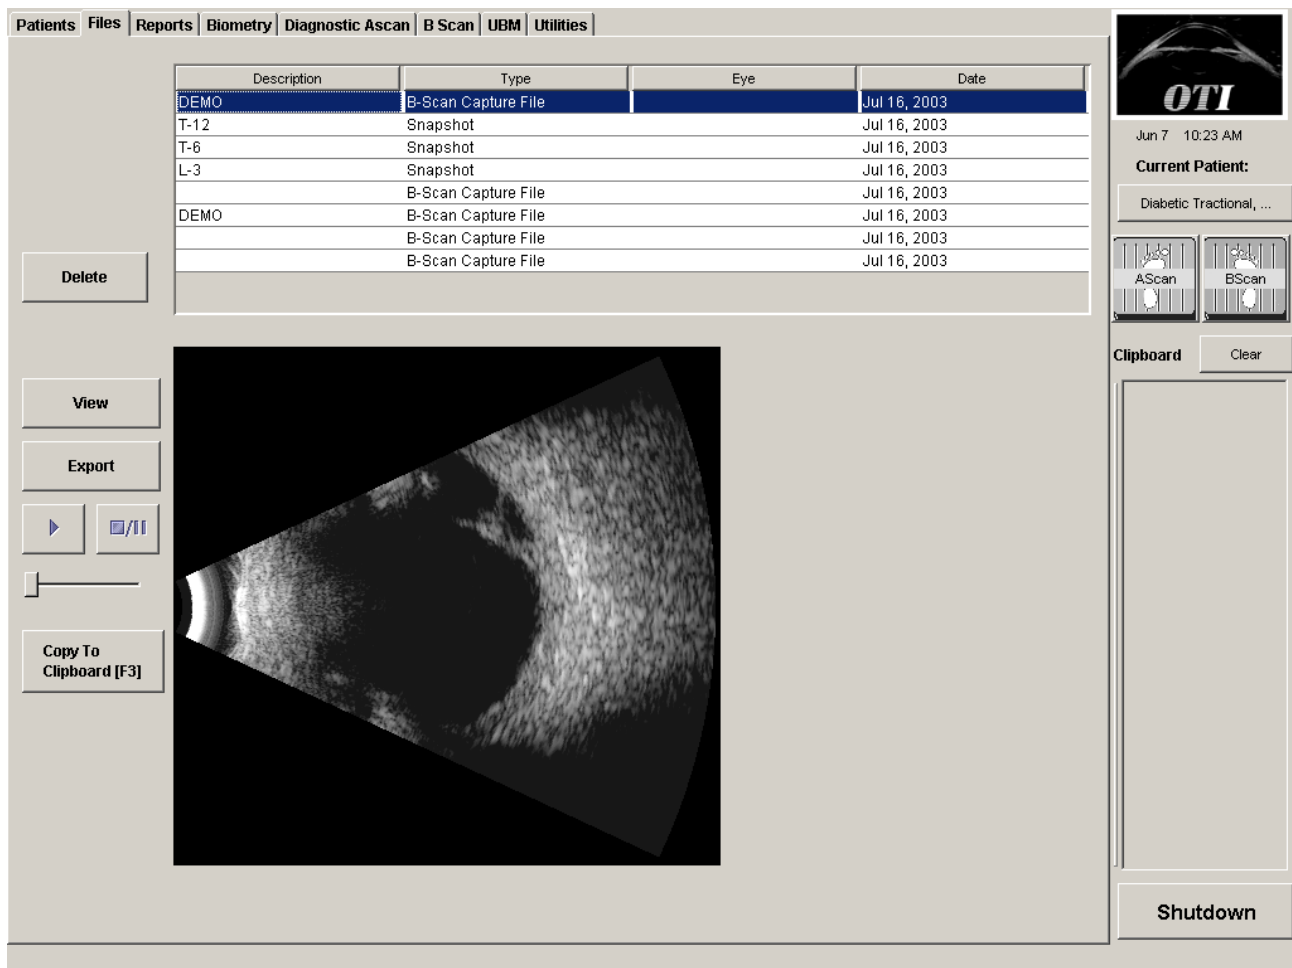 Patients Files Reports Biometry Diagnostic Ascan B Scan UBM Utilities
Description Type Eye Date
DEMO B-Scan Capture File Jul 16, 2003
T-12 Snapshot Jul 16, 2003
T-6 Snapshot Jul 16, 2003
L-3 Snapshot Jul 16, 2003
B-Scan Capture File Jul 16, 2003
DEMO B-Scan Capture File Jul 16, 2003
B-Scan Capture File Jul 16, 2003
B-Scan Capture File Jul 16, 2003
Delete
View
Export
Copy To
Clipboard [F3]
OTI
Jun 7 10:23 AM
Current Patient:
Diabetic Tractional, ...
AScan BScan
Clipboard Clear
Shutdown